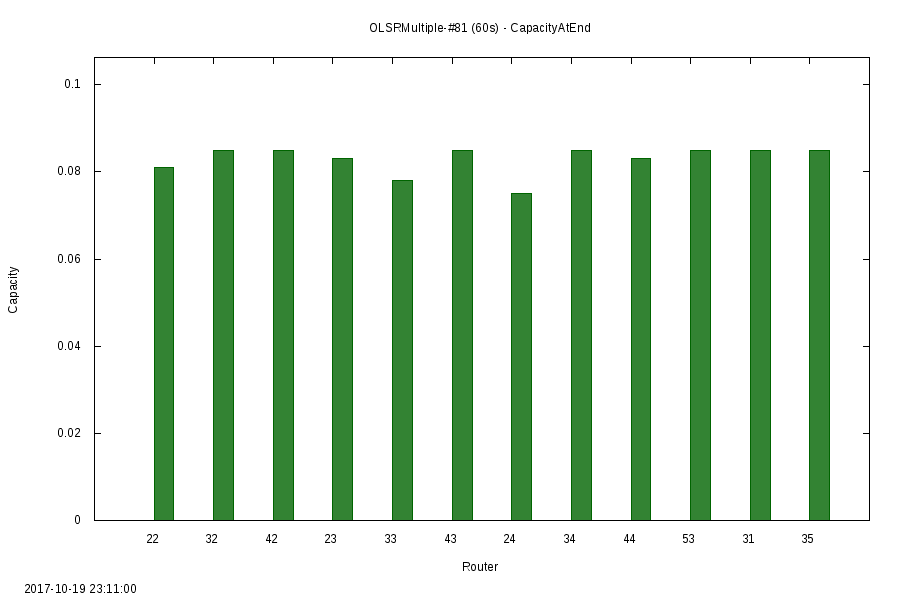 OLSRMultiple-#81 (60s) - CapacityAtEnd
0.1
0.08
0.06
0.04
0.02
0
Capacity
22 32 42 23 33 43 24 34 44 53 31 35
Router
2017-10-19 23:11:00